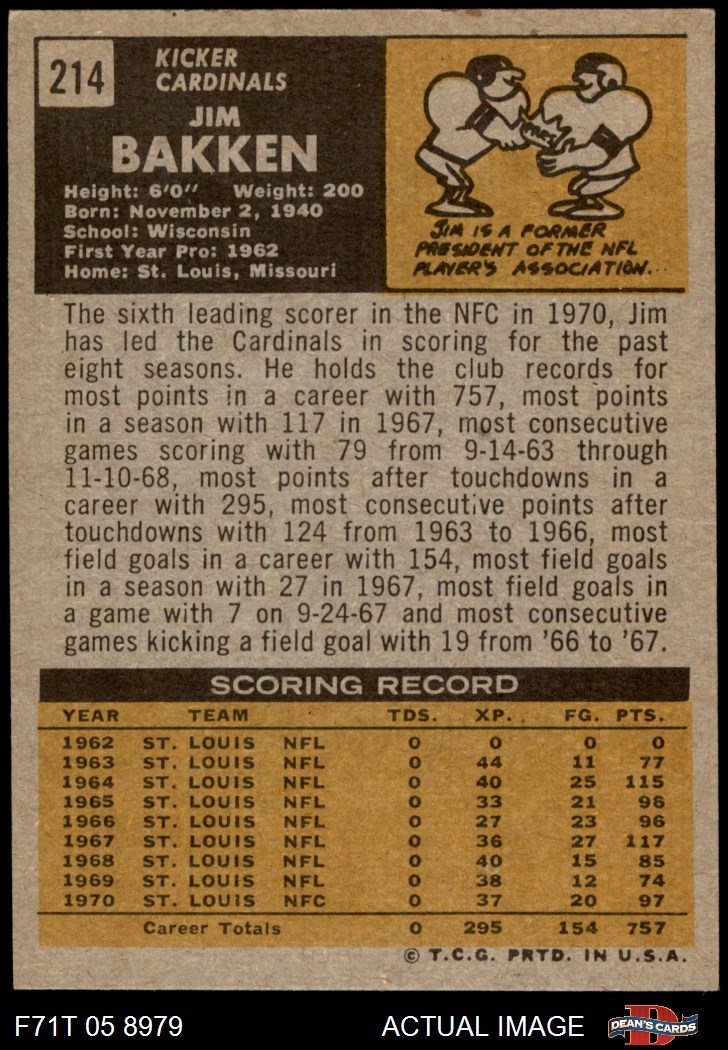 214
KICKER
CARDINALS
JIM
BAKKEN
Height: 6'0" Weight: 200
Born: November 2, 1940
School: Wisconsin
First Year Pro: 1962
Home: St. Louis, Missouri
JIM IS A FORMER
PRESIDENT OF THE NFL
PLAYER'S ASSOCIATION...
The sixth leading scorer in the NFC in 1970, Jim
has led the Cardinals in scoring for the past
eight seasons. He holds the club records for
most points in a career with 757, most points
in a season with 117 in 1967, most consecutive
games scoring with 79 from 9-14-63 through
11-10-68, most points after touchdowns in a
career with 295, most consecutive points after
touchdowns with 124 from 1963 to 1966, most
field goals in a career with 154, most field goals
in a season with 27 in 1967, most field goals in
a game with 7 on 9-24-67 and most consecutive
games kicking a field goal with 19 from '66 to '67.
SCORING RECORD
YEAR TEAM TDS. XP. FG. PTS.
1962 ST. LOUIS NFL 0 0 0 0
1963 ST. LOUIS NFL 0 44 11 77
1964 ST. LOUIS NFL 0 40 25 115
1965 ST. LOUIS NFL 0 33 21 96
1966 ST. LOUIS NFL 0 27 23 96
1967 ST. LOUIS NFL 0 36 27 117
1968 ST. LOUIS NFL 0 40 15 85
1969 ST. LOUIS NFL 0 38 12 74
1970 ST. LOUIS NFC 0 37 20 97
Career Totals 0 295 154 757
© T.C.G. PRTD. IN U.S.A.
F71T 05 8979 ACTUAL IMAGE
D
DEAN'S CARDS